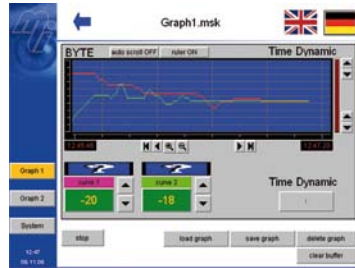 Graph1.msk
BYTE auto scroll OFF ruler ON Time Dynamic
12:45:48 12:47:20
Graph 1
curve 1 curve 2 Time Dynamic
Graph 2
-20 -18
System
stop load graph save graph delete graph
12:47
clear buffer